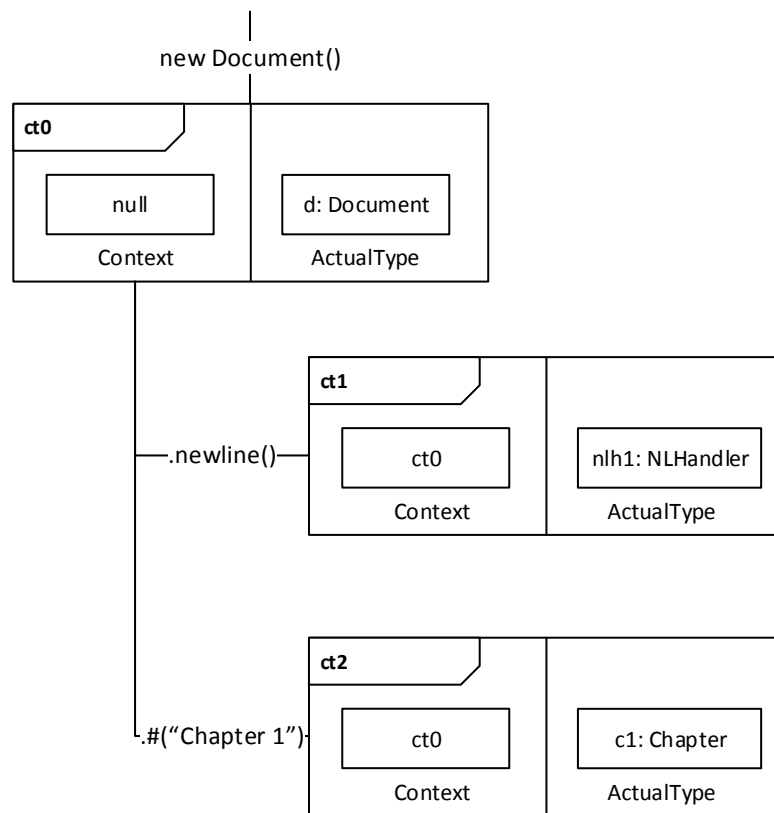 new Document()
ct0
null
d: Document
Context
ActualType
ct1
.newline()
ct0
nlh1: NLHandler
Context
ActualType
ct2
.#(“Chapter 1”)
ct0
c1: Chapter
Context
ActualType